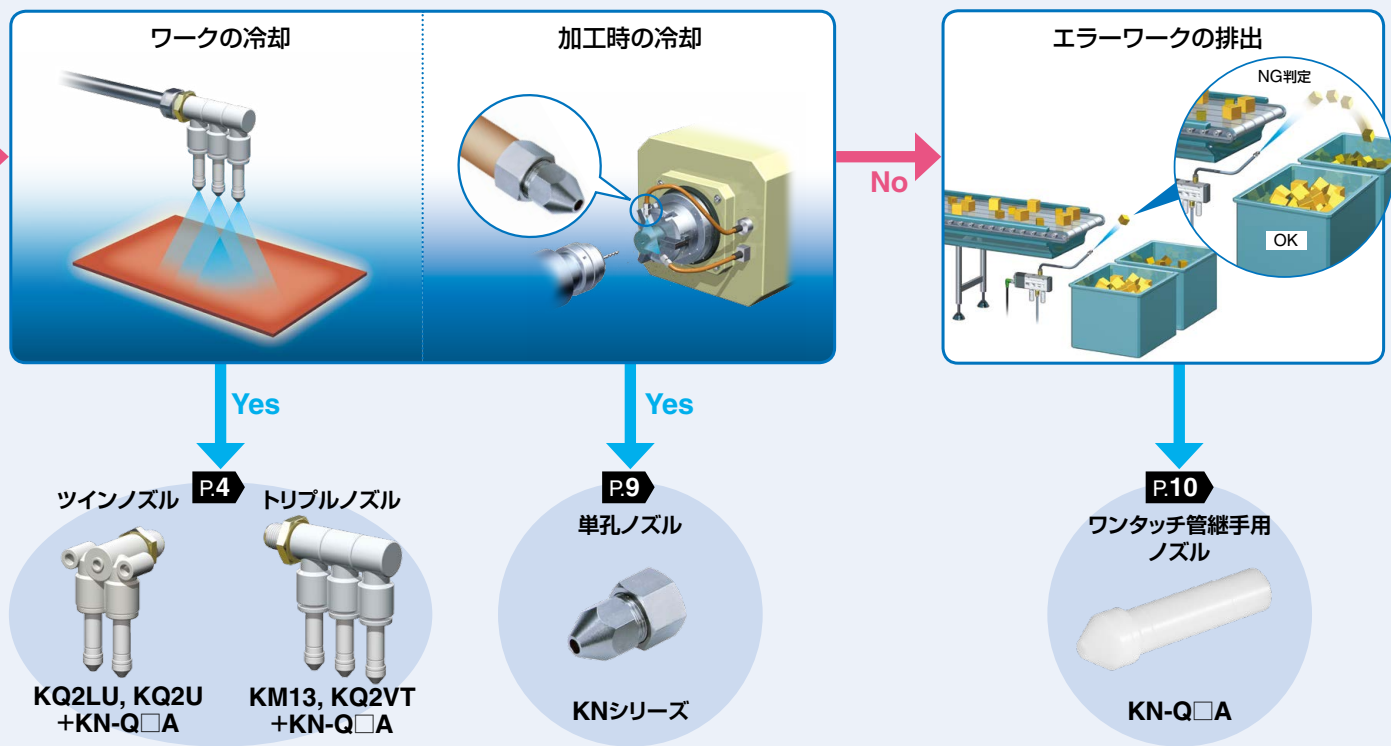 ワークの冷却
加工時の冷却
エラーワークの排出
NG判定
OK
No
Yes
Yes
P.4
ツインノズル
トリプルノズル
KQ2LU, KQ2U
+KN-Q□A
KM13, KQ2VT
+KN-Q□A
P.9
単孔ノズル
KNシリーズ
P.10
ワンタッチ管継手用
ノズル
KN-Q□A